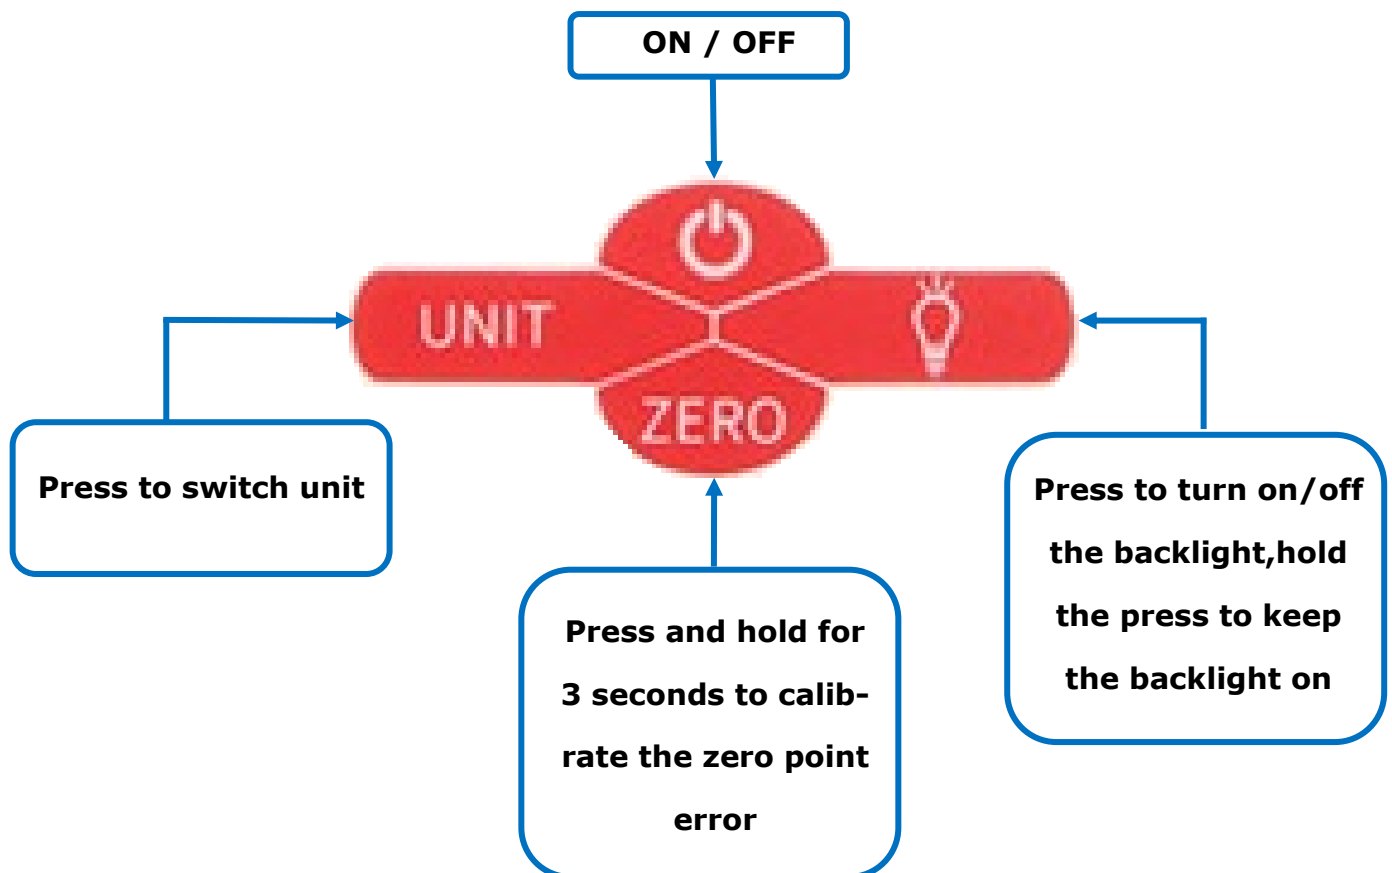 ON / OFF
UNIT
ZERO
Press to switch unit
Press and hold for
3 seconds to calib-
rate the zero point
error
Press to turn on/off
the backlight,hold
the press to keep
the backlight on